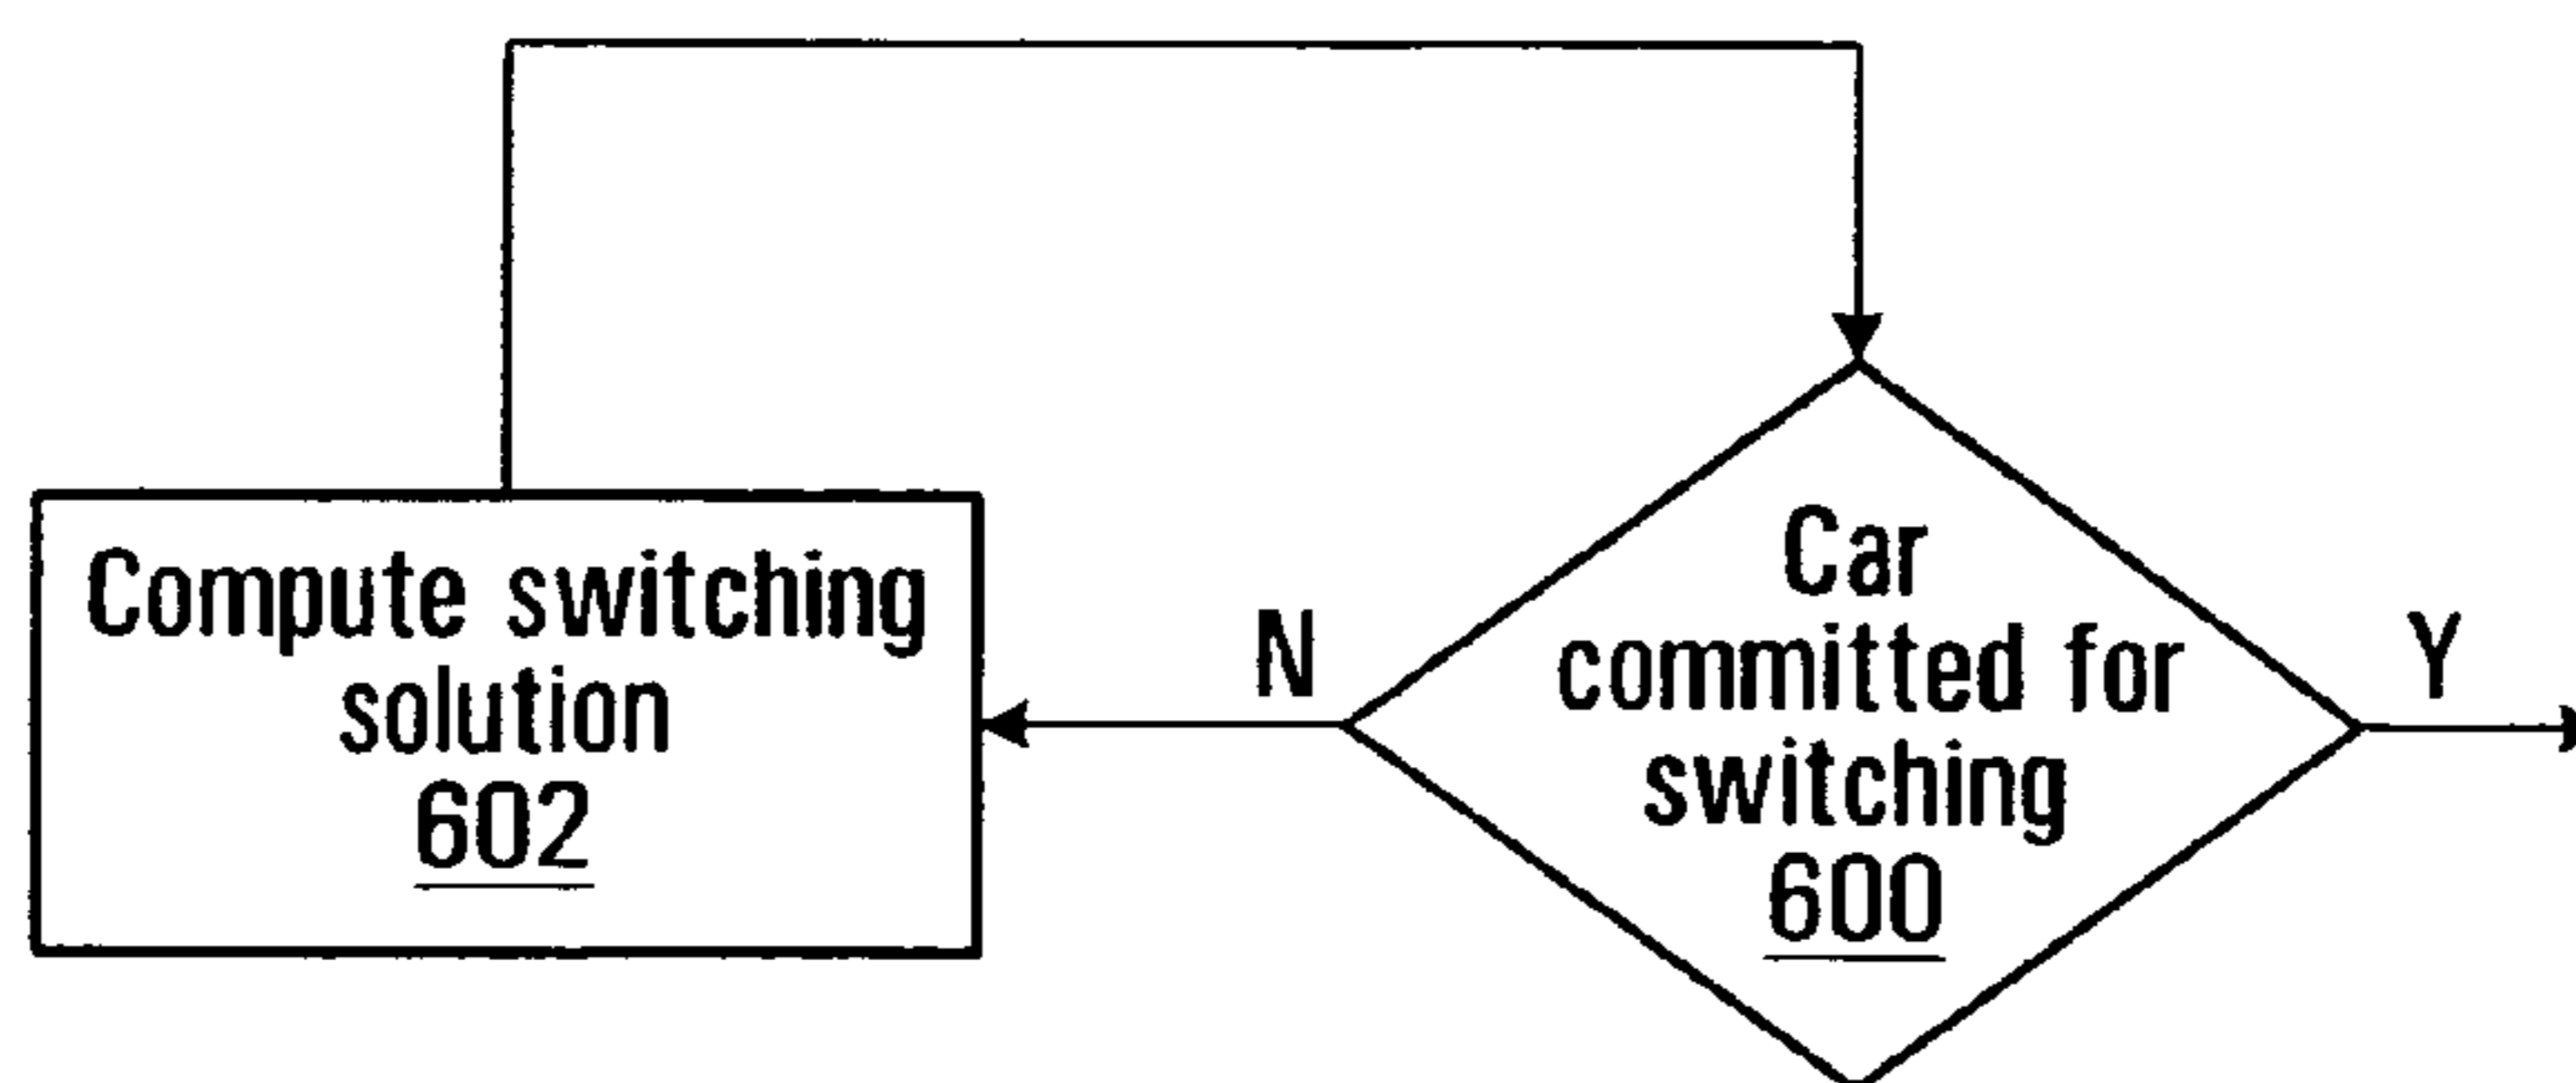 Compute switching
solution
602
N
Car
committed for
switching
600
Y